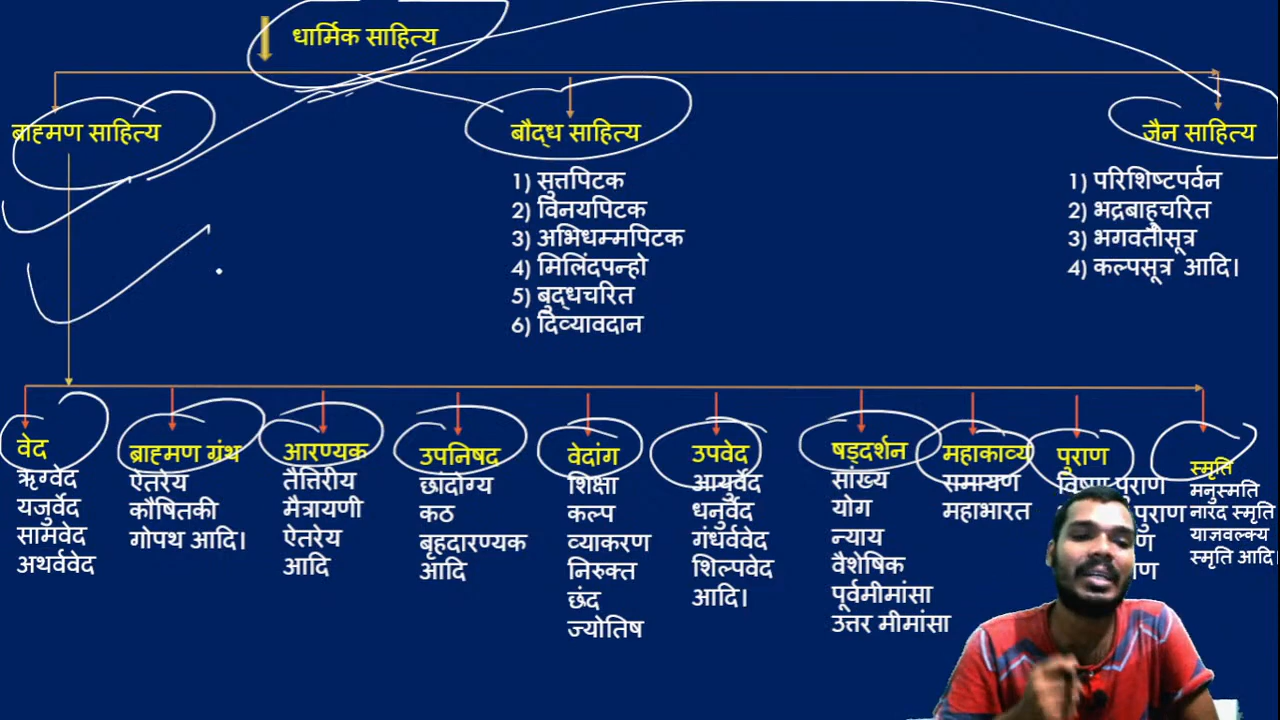 धार्मिक साहित्य
ब्राह्मण साहित्य
बौद्ध साहित्य
1) सुत्तपिटक
2) विनयपिटक
3) अभिधम्मपिटक
4) मिलिंदपन्हो
5) बुद्धचरित
6) दिव्यावदान
जैन साहित्य
1) परिशिष्टपर्वन
2) भद्रबाहुचरित
3) भगवतीसूत्र
4) कल्पसूत्र आदि।
वेद
ऋग्वेद
यजुर्वेद
सामवेद
अथर्ववेद
ब्राह्मण ग्रंथ
ऐतरेय
कौषितकी
गोपथ आदि।
आरण्यक
तैत्तिरीय
मैत्रायणी
ऐतरेय
आदि
उपनिषद
छांदोग्य
कठ
बृहदारण्यक
आदि
वेदांग
शिक्षा
कल्प
व्याकरण
निरुक्त
छंद
ज्योतिष
उपवेद
आयुर्वेद
धनुर्वेद
गंधर्ववेद
शिल्पवेद
आदि।
षड्दर्शन
सांख्य
योग
न्याय
वैशेषिक
पूर्वमीमांसा
उत्तर मीमांसा
महाकाव्य
रामायण
महाभारत
पुराण
विष्णु पुराण
पुराण
स्मृति
मनुस्मति
नारद स्मृति
याज्ञवल्क्य
स्मृति आदि